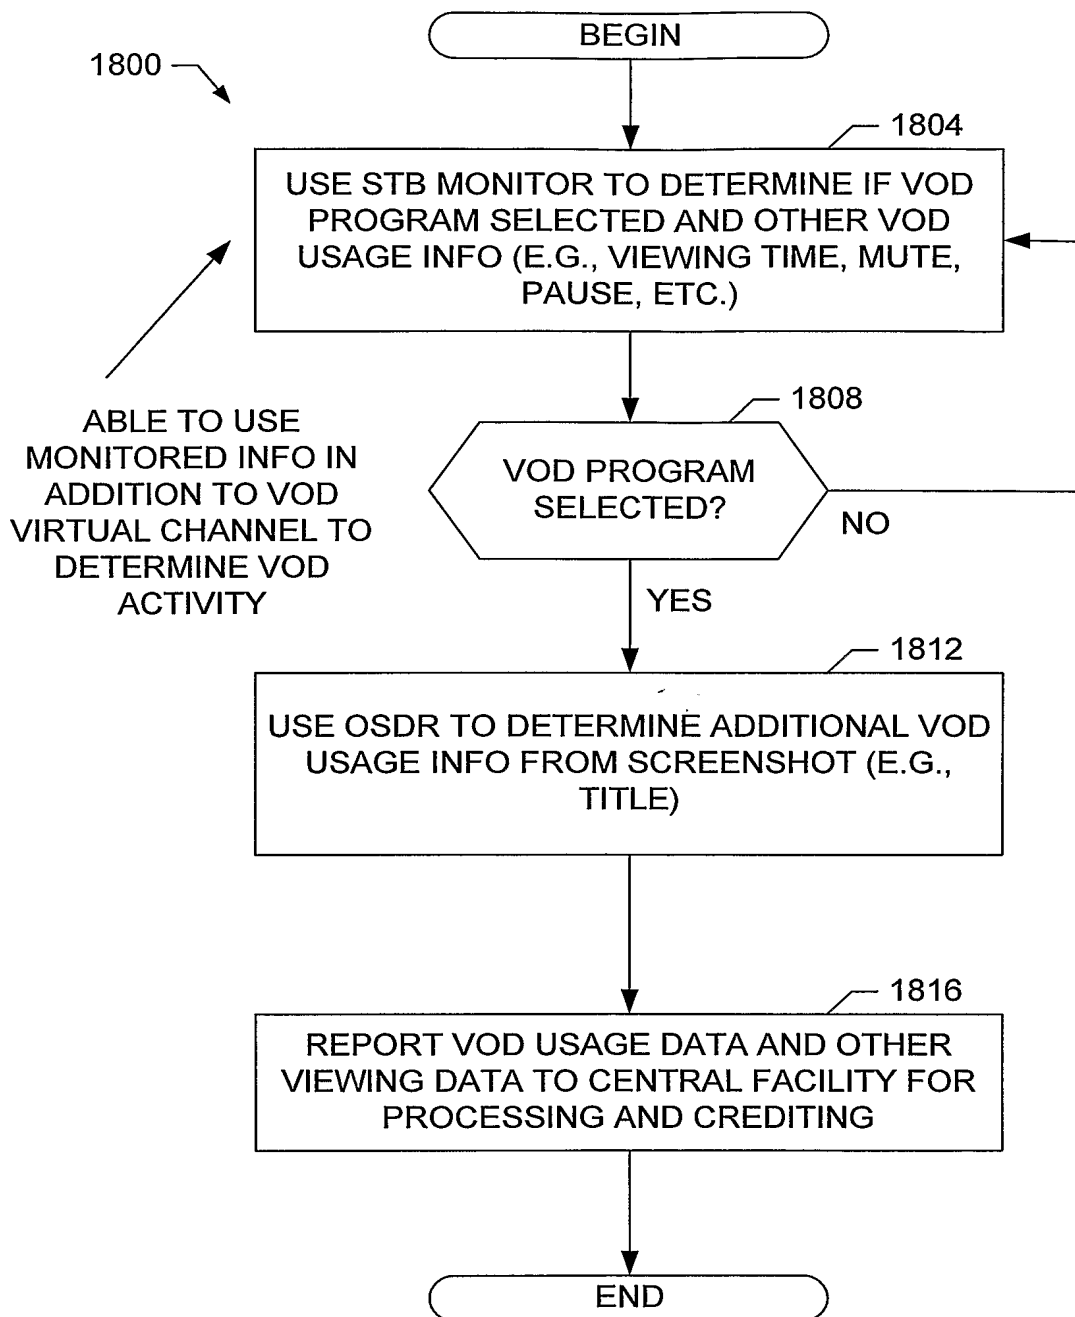 BEGIN
1800
1804
USE STB MONITOR TO DETERMINE IF VOD
PROGRAM SELECTED AND OTHER VOD
USAGE INFO (E.G., VIEWING TIME, MUTE,
PAUSE, ETC.)
ABLE TO USE
MONITORED INFO IN
ADDITION TO VOD
VIRTUAL CHANNEL TO
DETERMINE VOD
ACTIVITY
1808
VOD PROGRAM
SELECTED?
NO
YES
1812
USE OSDR TO DETERMINE ADDITIONAL VOD
USAGE INFO FROM SCREENSHOT (E.G.,
TITLE)
1816
REPORT VOD USAGE DATA AND OTHER
VIEWING DATA TO CENTRAL FACILITY FOR
PROCESSING AND CREDITING
END